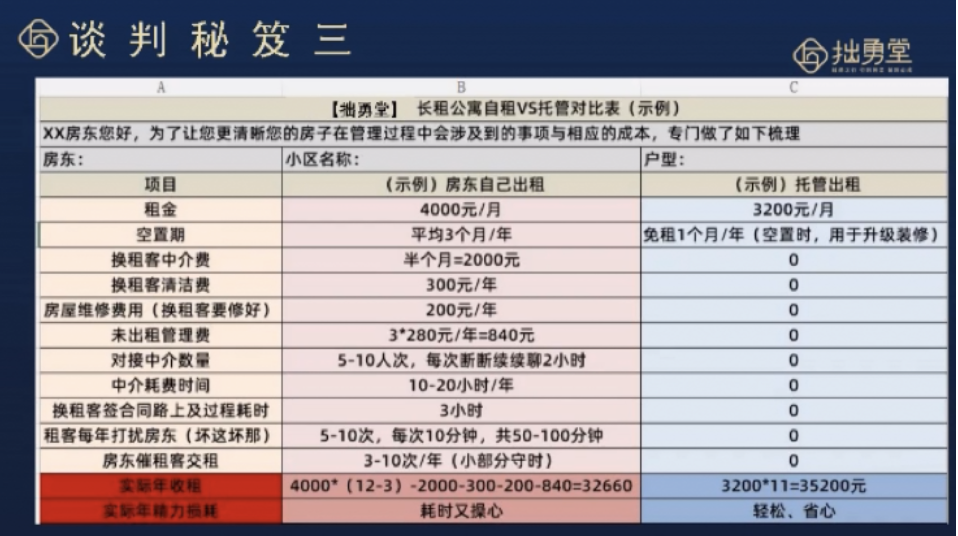 谈判秘笈三
拙勇堂
A B C
【拙勇堂】 长租公寓自租VS托管对比表（示例）
XX房东您好，为了让您更清晰您的房子在管理过程中会涉及到的事项与相应的成本，专门做了如下梳理
房东： 小区名称： 户型：
项目 （示例）房东自己出租 （示例）托管出租
租金 4000元/月 3200元/月
空置期 平均3个月/年 免租1个月/年（空置时，用于升级装修）
换租客中介费 半个月=2000元 0
换租客清洁费 300元/年 0
房屋维修费用（换租客要修好） 200元/年 0
未出租管理费 3*280元/年=840元 0
对接中介数量 5-10人次，每次断断续续聊2小时 0
中介耗费时间 10-20小时/年 0
换租客签合同路上及过程耗时 3小时 0
租客每年打扰房东（坏这坏那） 5-10次，每次10分钟，共50-100分钟 0
房东催租客交租 3-10次/年（小部分守时） 0
实际年收租 4000*（12-3）-2000-300-200-840=32660 3200*11=35200元
实际年精力损耗 耗时又操心 轻松、省心